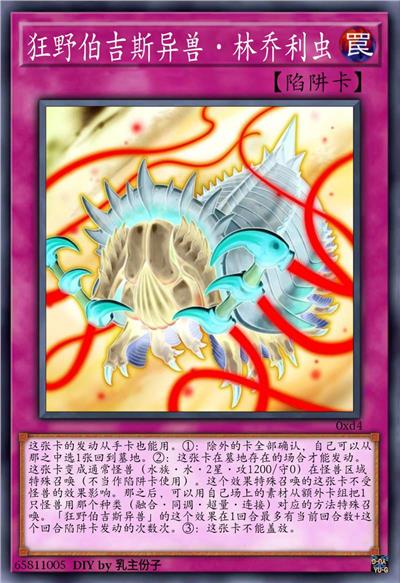 狂野伯吉斯异兽·林乔利虫
罠
【陷阱卡】
0xd4
这张卡的发动从手卡也能用。①：除外的卡全部确认，自己可以从
那之中选1张回到墓地。②：这张卡在墓地存在的场合才能发动。
这张卡变成通常怪兽（水族·水·2星·攻1200/守0）在怪兽区域
特殊召唤（不当作陷阱卡使用）。这个效果特殊召唤的这张卡不受
怪兽的效果影响。那之后，可以用自己场上的素材从额外卡组把1
只怪兽用那个种类（融合·同调·超量·连接）对应的方法特殊召
唤。「狂野伯吉斯异兽」的这个效果在1回合最多有当前回合数+这
个回合陷阱卡发动的次数次。③：这张卡不能盖放。
65811005 DIY by 乳主份子